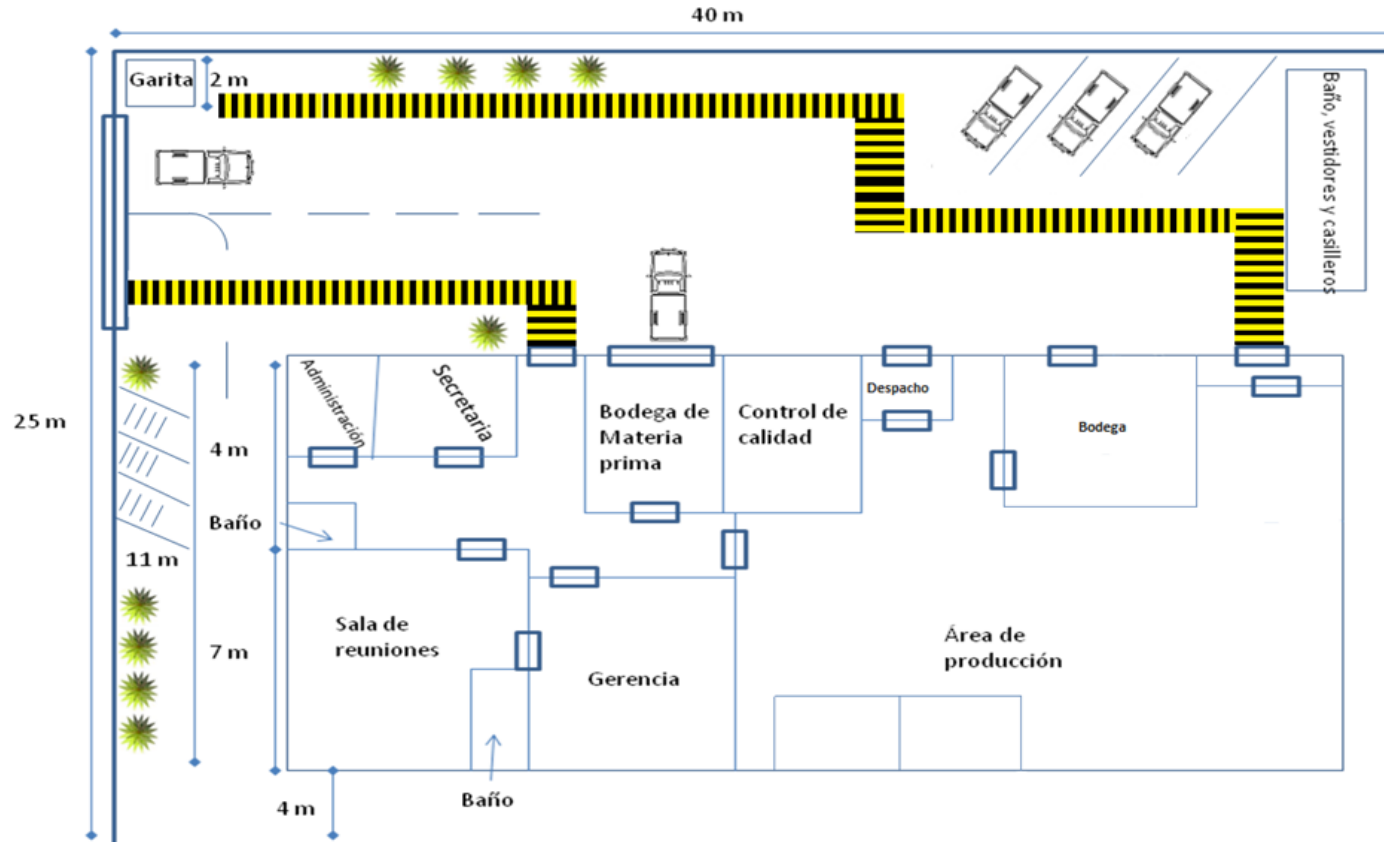 40 m
Garita
2 m
Baño, vestidores y casilleros
25 m
Administración
Secretaria
Bodega de
Materia
prima
Control de
calidad
Despacho
Bodega
4 m
Baño
11 m
Sala de
reuniones
7 m
Gerencia
Área de
producción
4 m
Baño